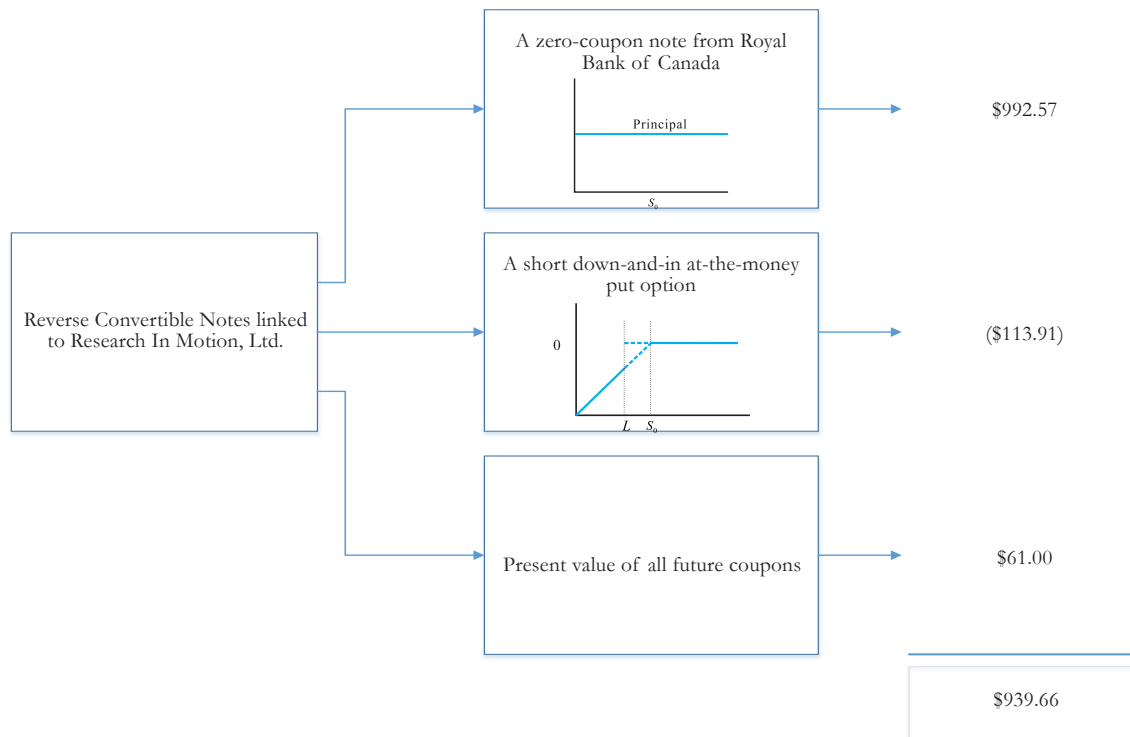 A zero-coupon note from Royal
Bank of Canada
Principal
S₀
$992.57
Reverse Convertible Notes linked
to Research In Motion, Ltd.
A short down-and-in at-the-money
put option
0
L S₀
($113.91)
Present value of all future coupons
$61.00
$939.66